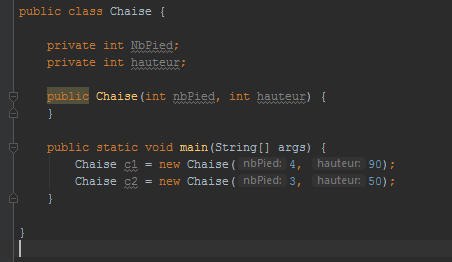 public class Chaise {
private int NbPied;
private int hauteur;
public Chaise(int nbPied, int hauteur) {
}
public static void main(String[] args) {
Chaise c1 = new Chaise( nbPied: 4, hauteur: 90);
Chaise c2 = new Chaise( nbPied: 3, hauteur: 50);
}
}